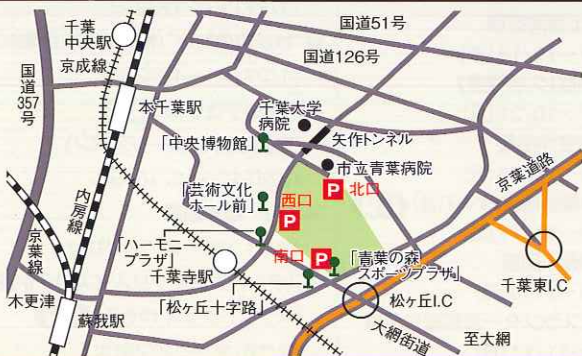 国道51号
国道126号
千葉
中央駅
京成線
国道
357
号
本千葉駅
千葉大学
病院
「中央博物館」
矢作トンネル
市立青葉病院
京葉道路
「芸術文化
ホール前」
西口
P
P
北口
内房線
京葉線
「ハーモニー
プラザ」
南口
P
「青葉の森
スポーツプラザ」
千葉寺駅
千葉東I.C
「松ヶ丘十字路」
松ヶ丘I.C
木更津
蘇我駅
大網街道
至大網